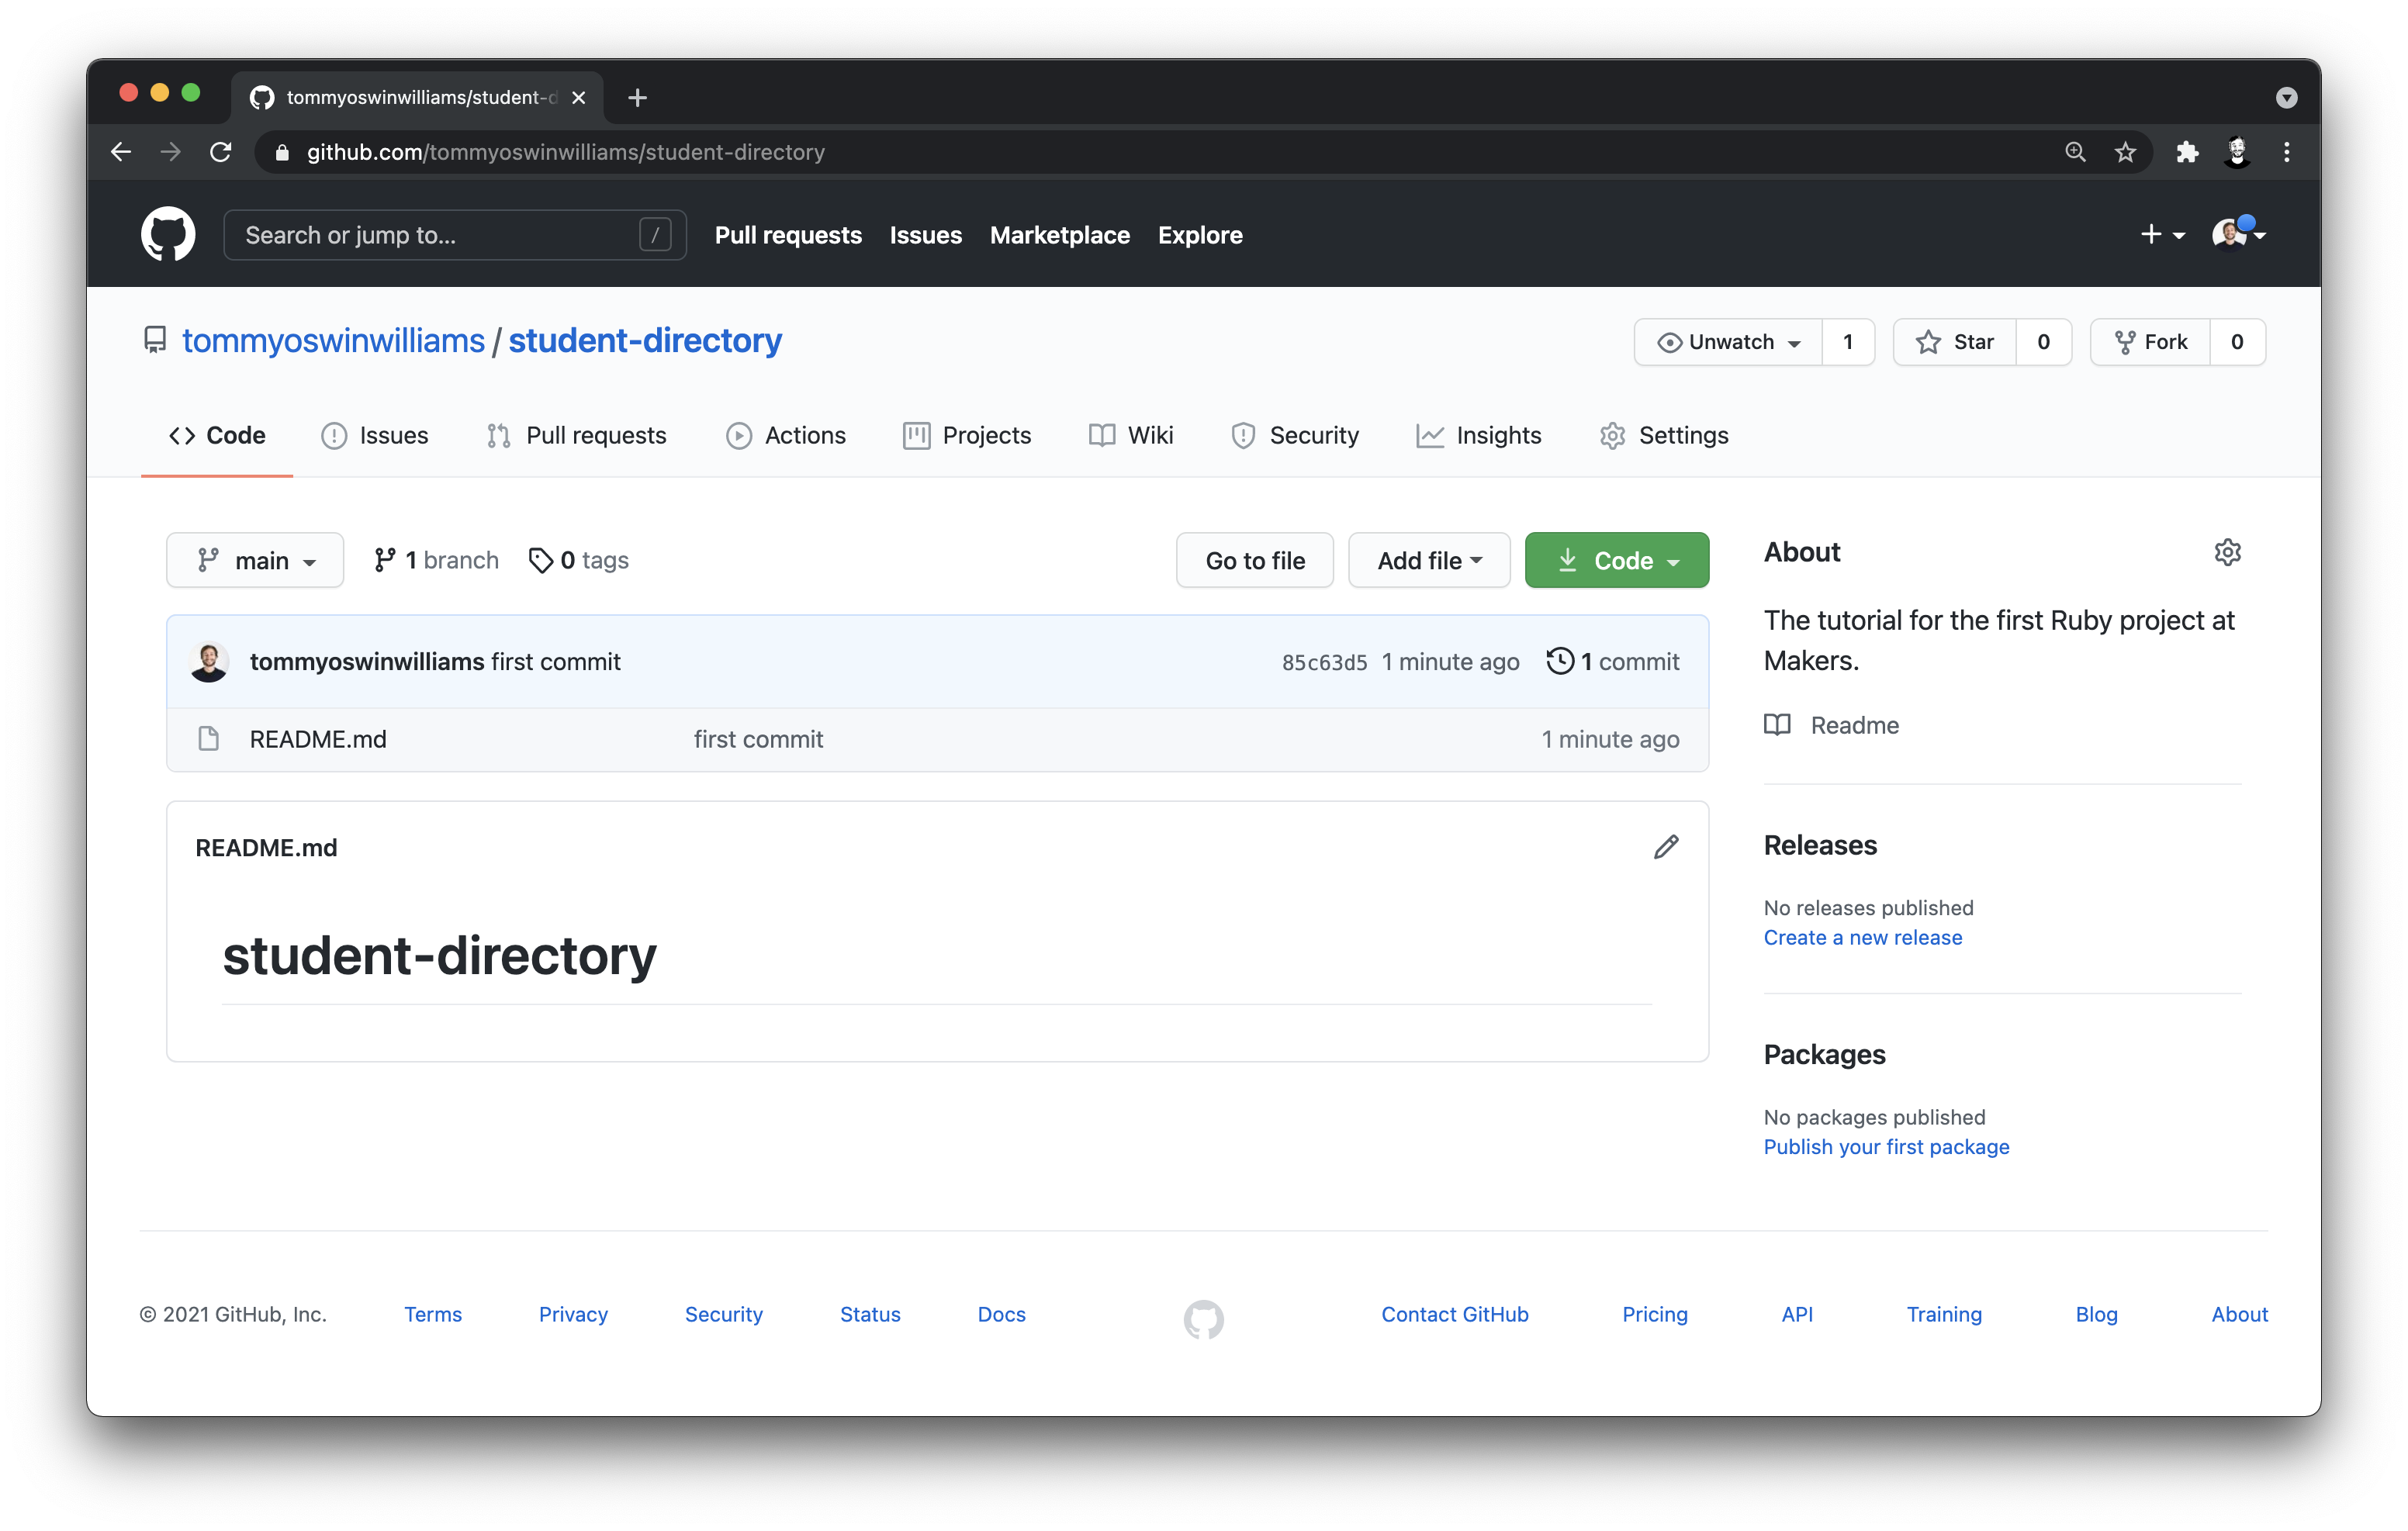 tommyoswinwilliams/student-d
github.com/tommyoswinwilliams/student-directory
Search or jump to... / Pull requests Issues Marketplace Explore
tommyoswinwilliams / student-directory Unwatch 1 Star 0 Fork 0
Code Issues Pull requests Actions Projects Wiki Security Insights Settings
main 1 branch 0 tags Go to file Add file Code
tommyoswinwilliams first commit 85c63d5 1 minute ago 1 commit
README.md first commit 1 minute ago
README.md
student-directory
About
The tutorial for the first Ruby project at
Makers.
Readme
Releases
No releases published
Create a new release
Packages
No packages published
Publish your first package
© 2021 GitHub, Inc. Terms Privacy Security Status Docs Contact GitHub Pricing API Training Blog About